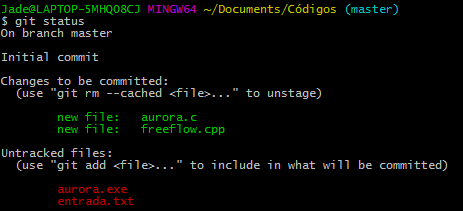 Jade@LAPTOP-5MHQO8CJ MINGW64 ~/Documents/Códigos (master)
$ git status
On branch master
Initial commit
Changes to be committed:
(use "git rm --cached <file>..." to unstage)
new file: aurora.c
new file: freeflow.cpp
Untracked files:
(use "git add <file>..." to include in what will be committed)
aurora.exe
entrada.txt